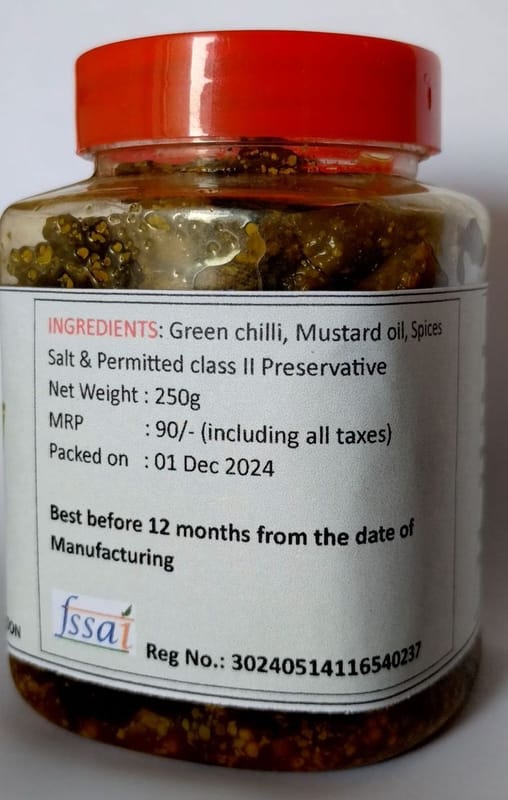 INGREDIENTS: Green chilli, Mustard oil, Spices
Salt & Permitted class II Preservative
Net Weight : 250g
MRP : 90/- (including all taxes)
Packed on : 01 Dec 2024
Best before 12 months from the date of
Manufacturing
fssai
Reg No.: 30240514116540237